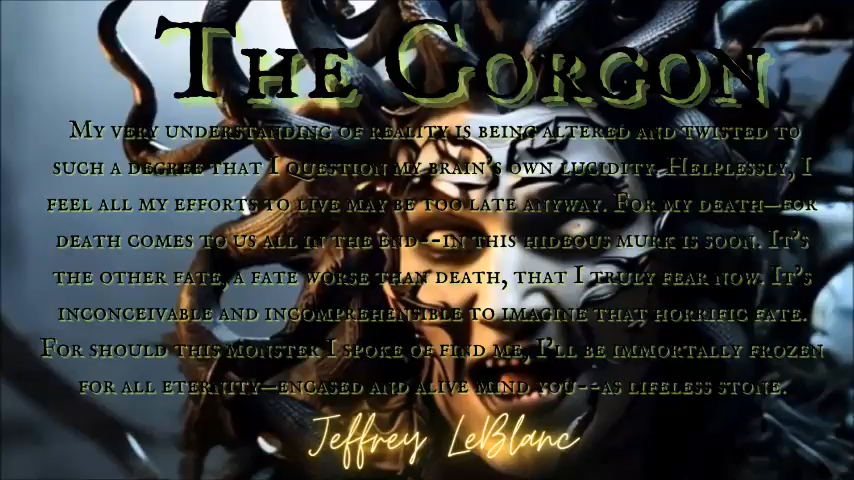 The Gorgon
My very understanding of reality is being altered and twisted to
such a degree that I question my brain's own lucidity. Helplessly, I
feel all my efforts to live may be too late anyway. For my death—for
death comes to us all in the end--in this hideous murk is soon. It's
the other fate, a fate worse than death, that I truly fear now. It's
inconceivable and incomprehensible to imagine that horrific fate.
For should this monster I spoke of find me, I'll be immortally frozen
for all eternity—encased and alive mind you--as lifeless stone.
Jeffrey LeBlanc